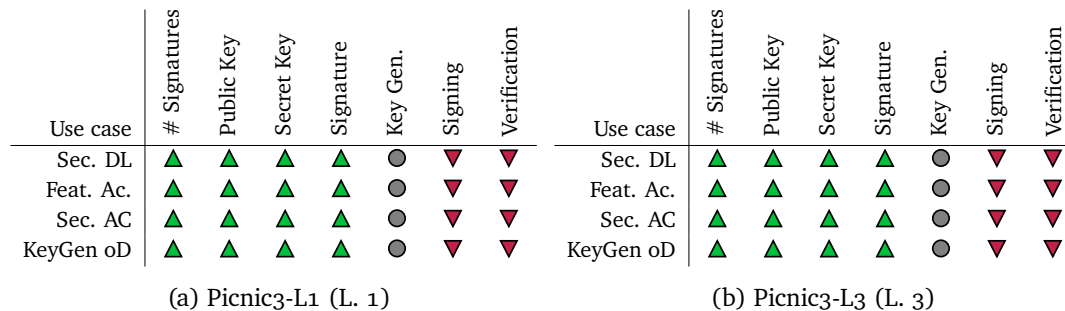 Use case # Signatures Public Key Secret Key Signature Key Gen. Signing Verification
Sec. DL
Feat. Ac.
Sec. AC
KeyGen oD
(a) Picnic3-L1 (L. 1)
Use case # Signatures Public Key Secret Key Signature Key Gen. Signing Verification
Sec. DL
Feat. Ac.
Sec. AC
KeyGen oD
(b) Picnic3-L3 (L. 3)